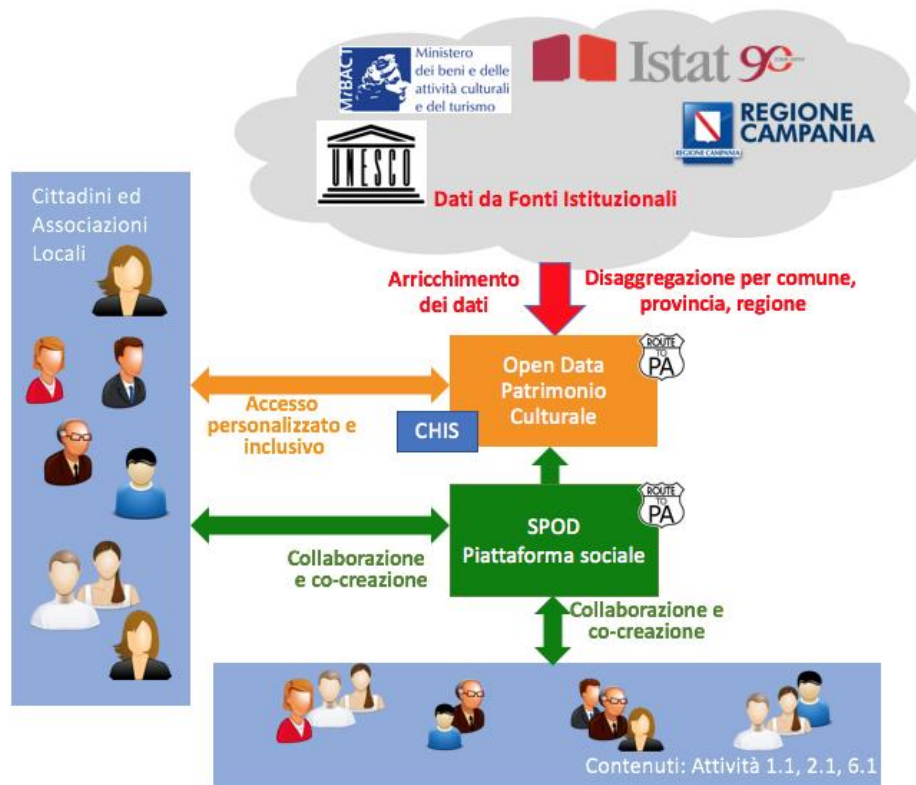 MiBACT
Ministero
dei beni e delle
attività culturali
e del turismo
Istat 90
REGIONE
CAMPANIA
REGIONE CAMPANIA
UNESCO
Dati da Fonti Istituzionali
Cittadini ed
Associazioni
Locali
Arricchimento
dei dati
Disaggregazione per comune,
provincia, regione
Open Data
Patrimonio
Culturale
ROUTE
TO
PA
CHIS
Accesso
personalizzato e
inclusivo
SPOD
Piattaforma sociale
ROUTE
TO
PA
Collaborazione
e co-creazione
Collaborazione e
co-creazione
Contenuti: Attività 1.1, 2.1, 6.1